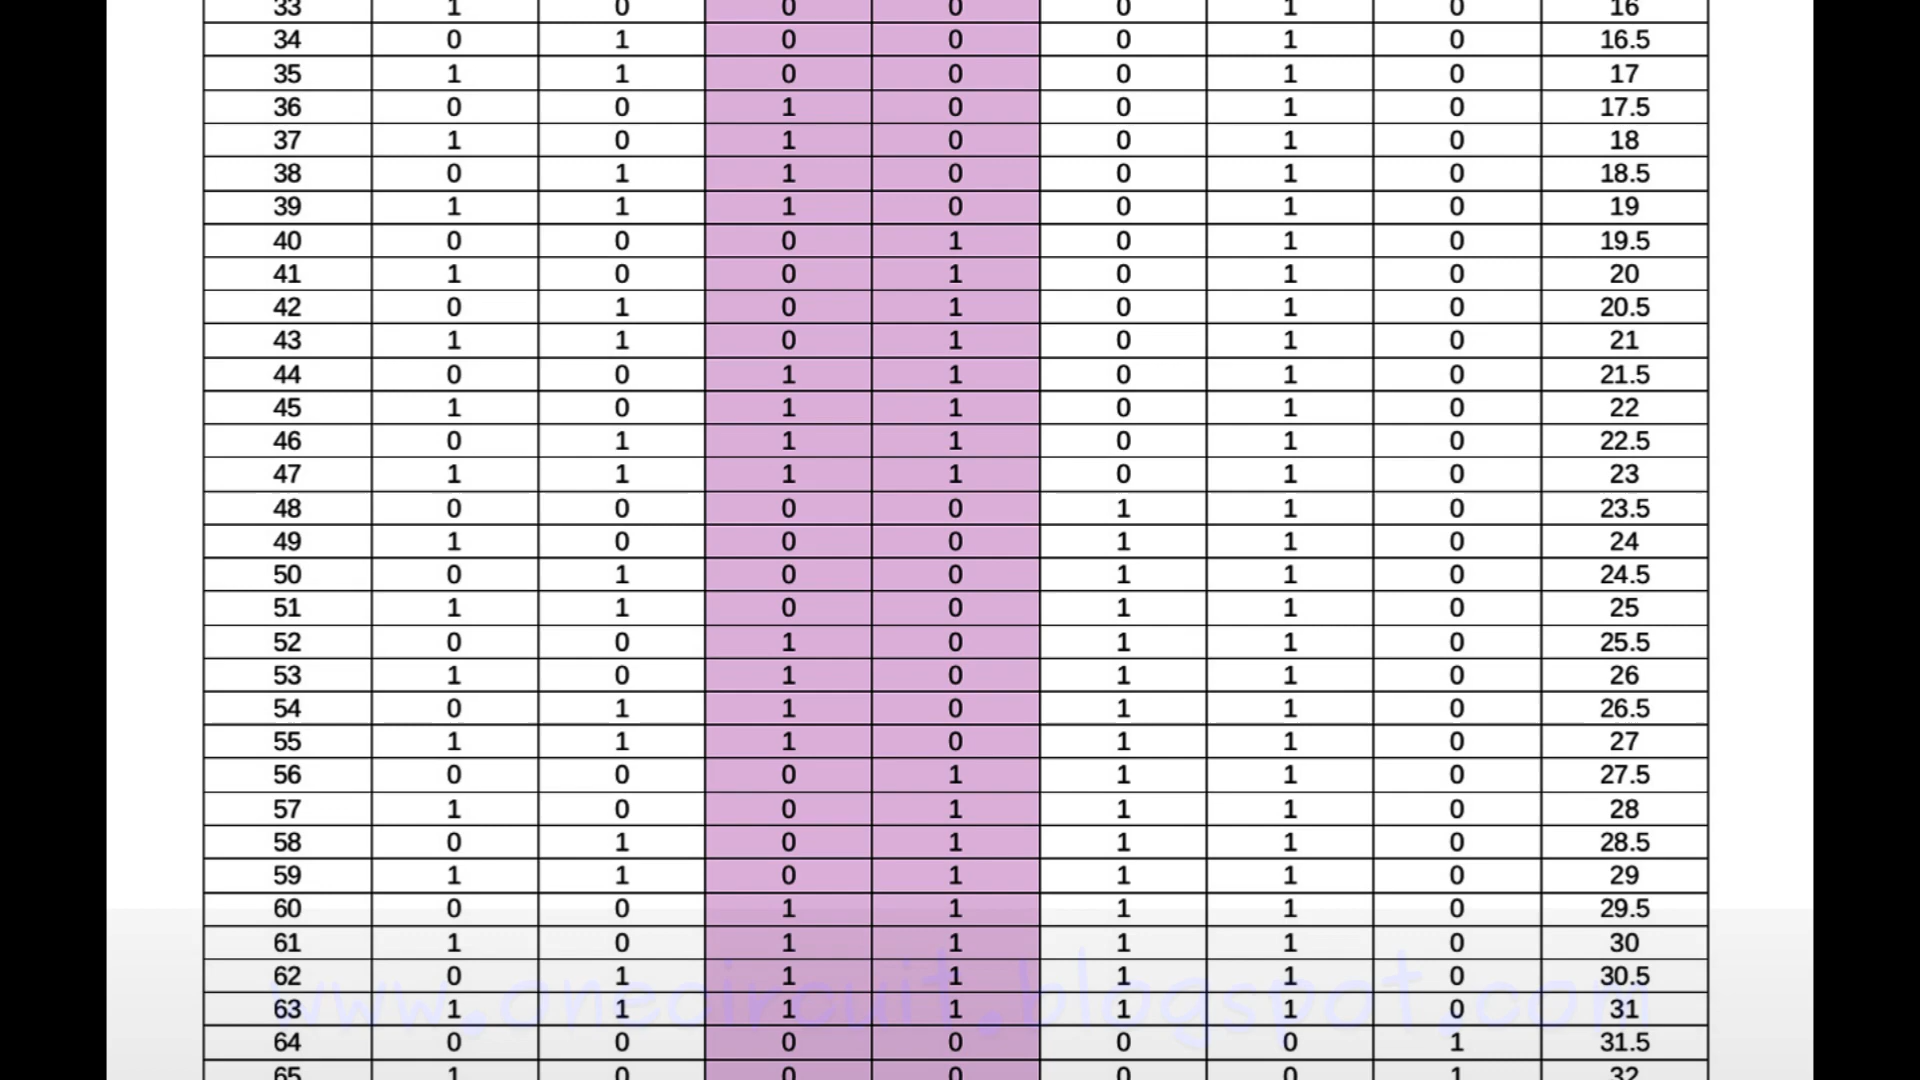 33 1 0 0 0 0 1 0 16
34 0 1 0 0 0 1 0 16.5
35 1 1 0 0 0 1 0 17
36 0 0 1 0 0 1 0 17.5
37 1 0 1 0 0 1 0 18
38 0 1 1 0 0 1 0 18.5
39 1 1 1 0 0 1 0 19
40 0 0 0 1 0 1 0 19.5
41 1 0 0 1 0 1 0 20
42 0 1 0 1 0 1 0 20.5
43 1 1 0 1 0 1 0 21
44 0 0 1 1 0 1 0 21.5
45 1 0 1 1 0 1 0 22
46 0 1 1 1 0 1 0 22.5
47 1 1 1 1 0 1 0 23
48 0 0 0 0 1 1 0 23.5
49 1 0 0 0 1 1 0 24
50 0 1 0 0 1 1 0 24.5
51 1 1 0 0 1 1 0 25
52 0 0 1 0 1 1 0 25.5
53 1 0 1 0 1 1 0 26
54 0 1 1 0 1 1 0 26.5
55 1 1 1 0 1 1 0 27
56 0 0 0 1 1 1 0 27.5
57 1 0 0 1 1 1 0 28
58 0 1 0 1 1 1 0 28.5
59 1 1 0 1 1 1 0 29
60 0 0 1 1 1 1 0 29.5
61 1 0 1 1 1 1 0 30
62 0 1 1 1 1 1 0 30.5
www.onecircuit.blogspot.com
63 1 1 1 1 1 1 0 31
64 0 0 0 0 0 0 1 31.5
65 1 0 0 0 0 0 1 32